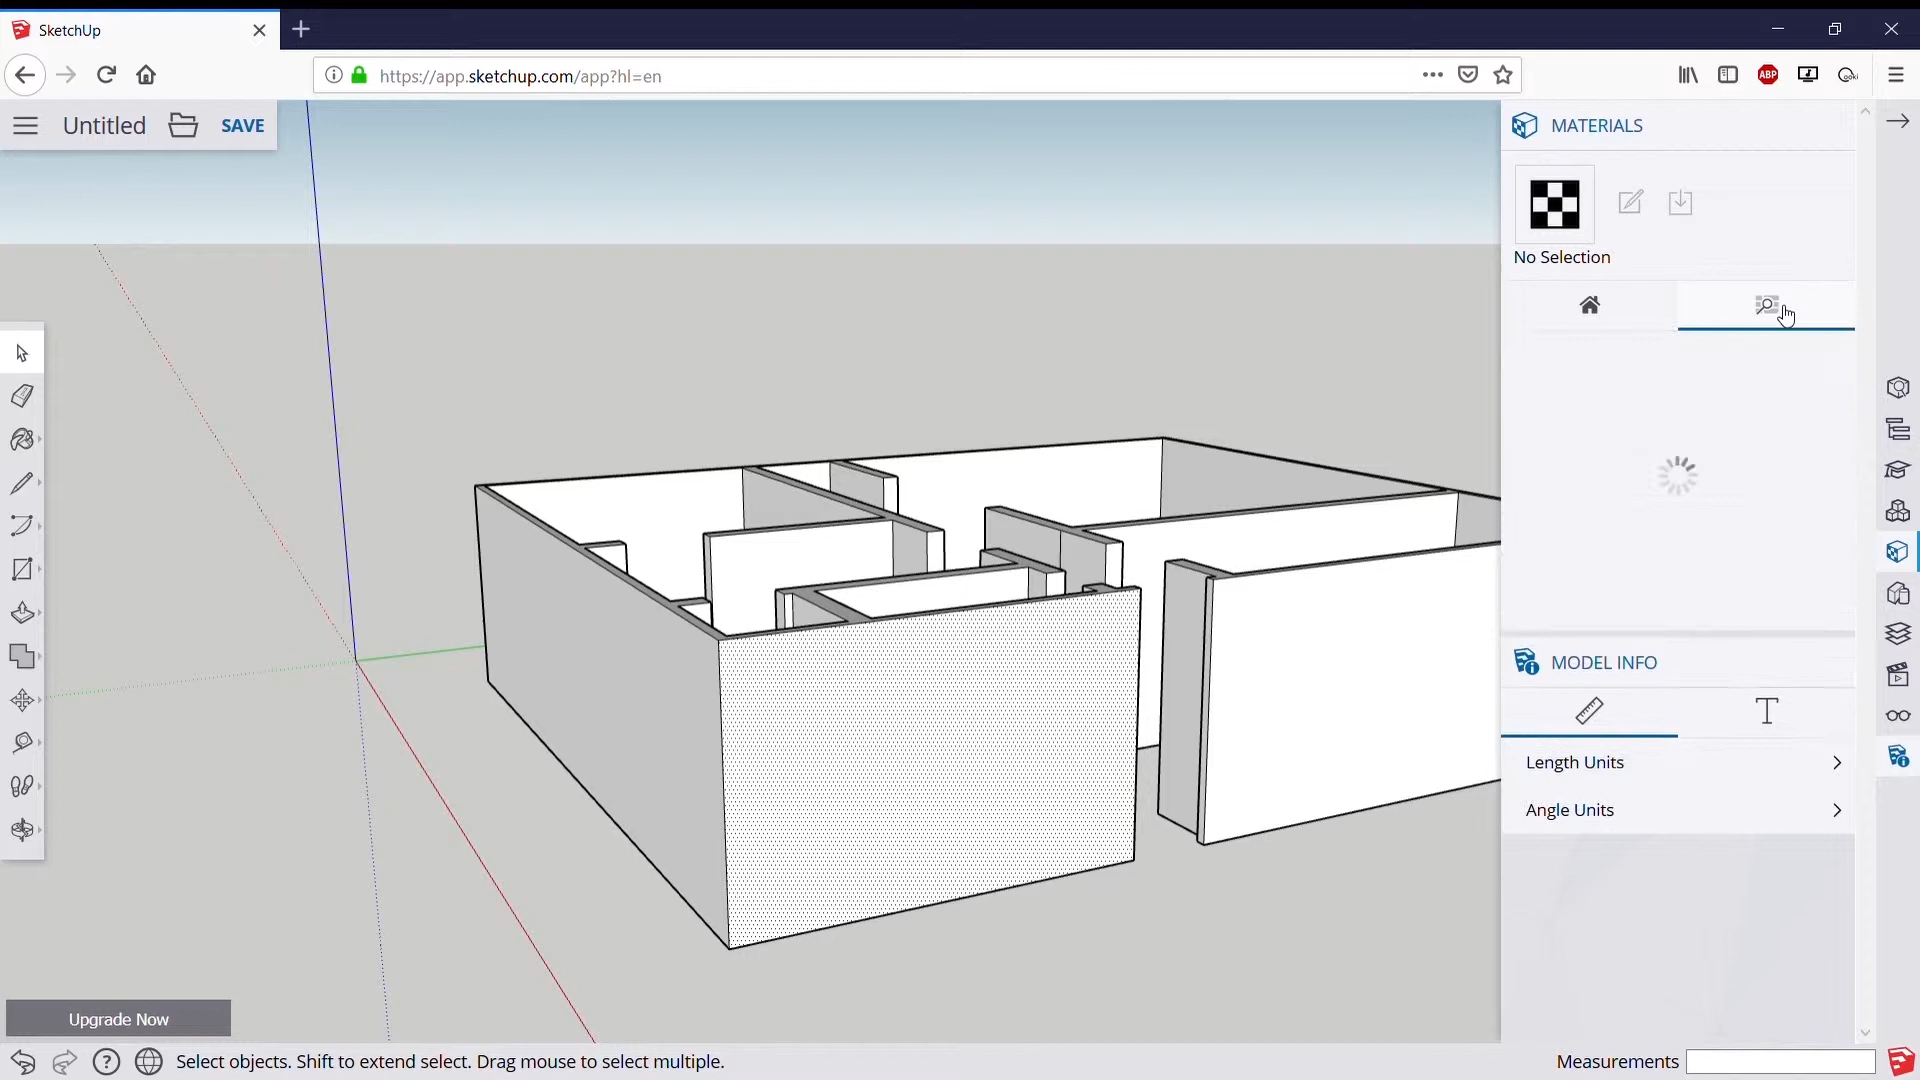 SketchUp
https://app.sketchup.com/app?hl=en
ABP
Untitled
SAVE
MATERIALS
No Selection
MODEL INFO
Length Units
Angle Units
Upgrade Now
Select objects. Shift to extend select. Drag mouse to select multiple.
Measurements